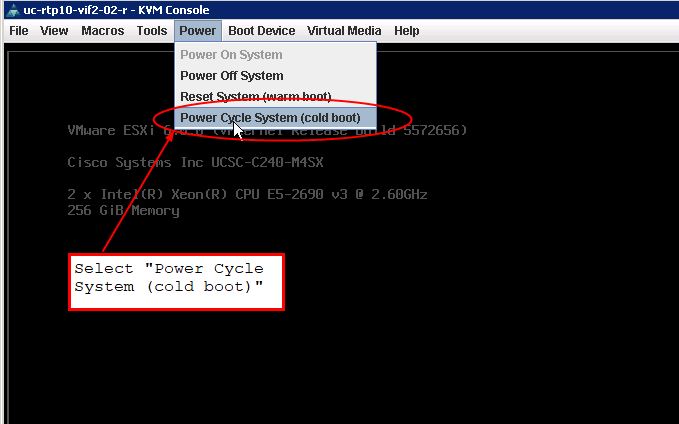 uc-rtp10-vif2-02-r - KVM Console
File View Macros Tools Power Boot Device Virtual Media Help
Power On System
Power Off System
Reset System (warm boot)
Power Cycle System (cold boot)
VMware ESXi Release build 5572656)
Cisco Systems Inc UCSC-C240-M4SX
2 x Intel(R) Xeon(R) CPU E5-2690 v3 @ 2.60GHz
256 GiB Memory
Select "Power Cycle
System (cold boot)"